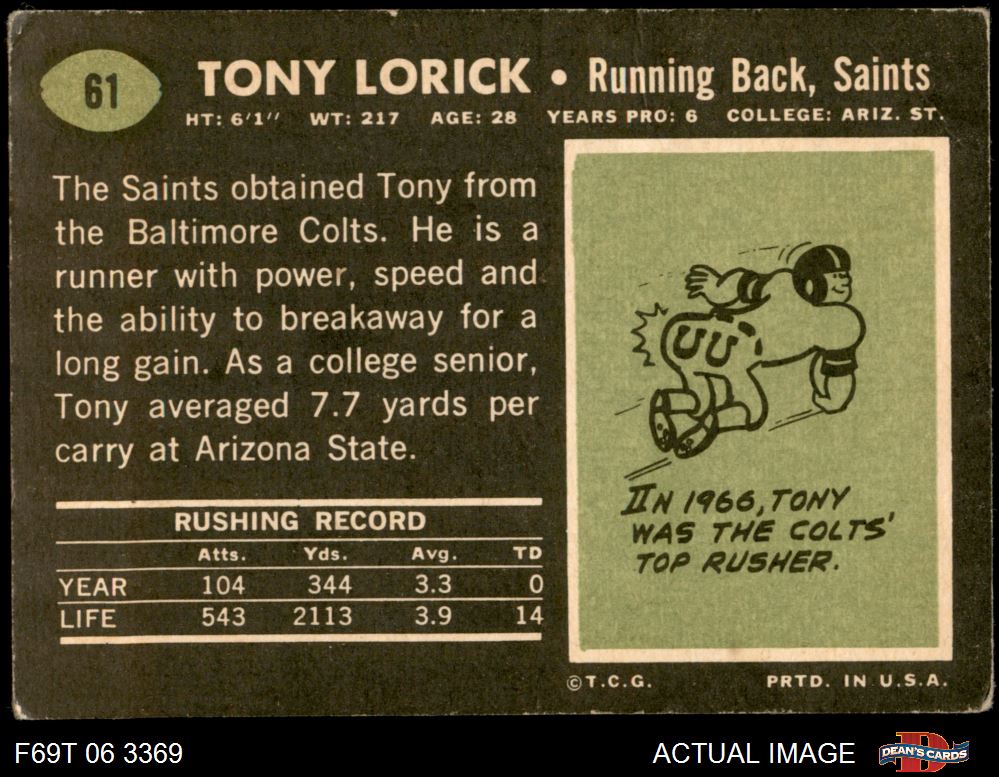 61
TONY LORICK • Running Back, Saints
HT: 6'1" WT: 217 AGE: 28 YEARS PRO: 6 COLLEGE: ARIZ. ST.
The Saints obtained Tony from
the Baltimore Colts. He is a
runner with power, speed and
the ability to breakaway for a
long gain. As a college senior,
Tony averaged 7.7 yards per
carry at Arizona State.
RUSHING RECORD
Atts. Yds. Avg. TD
YEAR 104 344 3.3 0
LIFE 543 2113 3.9 14
IN 1966, TONY
WAS THE COLTS'
TOP RUSHER.
© T.C.G. PRTD. IN U.S.A.
F69T 06 3369
ACTUAL IMAGE
D
DEAN'S CARDS